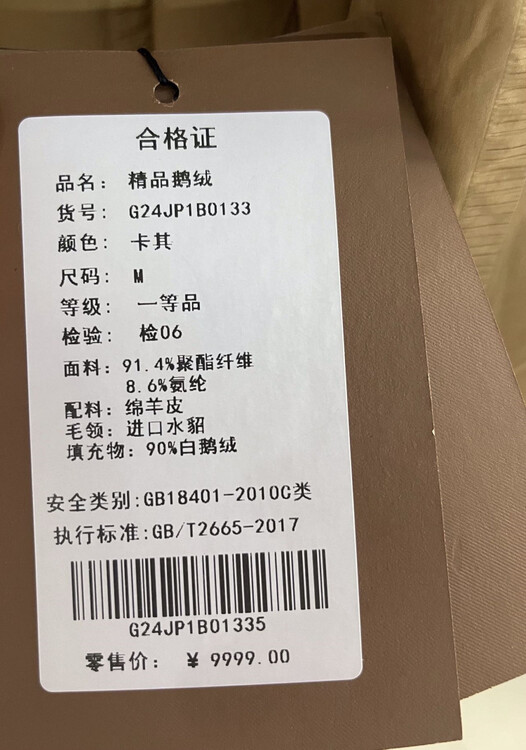 合格证
品名： 精品鹅绒
货号： G24JP1B0133
颜色： 卡其
尺码： M
等级： 一等品
检验： 检06
面料：91.4%聚酯纤维
8.6%氨纶
配料：绵羊皮
毛领：进口水貂
填充物：90%白鹅绒
安全类别:GB18401-2010C类
执行标准:GB/T2665-2017
G24JP1B01335
零售价： ¥ 9999.00